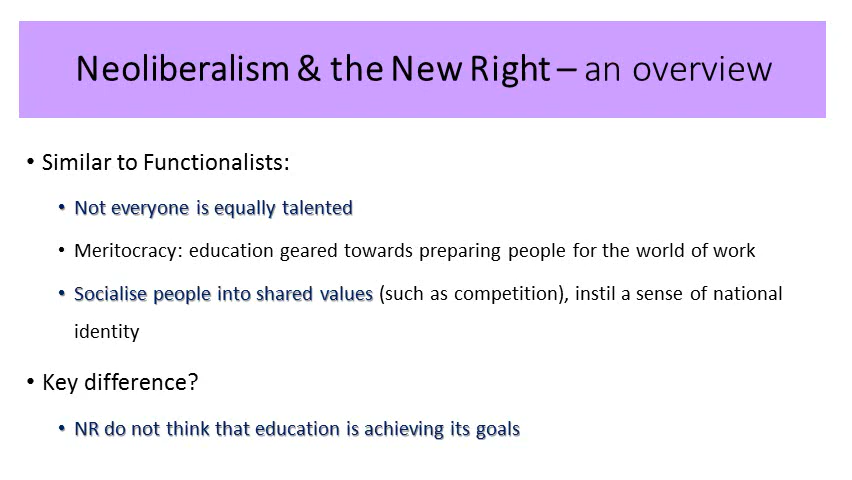 Neoliberalism & the New Right – an overview
• Similar to Functionalists:
• Not everyone is equally talented
• Meritocracy: education geared towards preparing people for the world of work
• Socialise people into shared values (such as competition), instil a sense of national
identity
• Key difference?
• NR do not think that education is achieving its goals